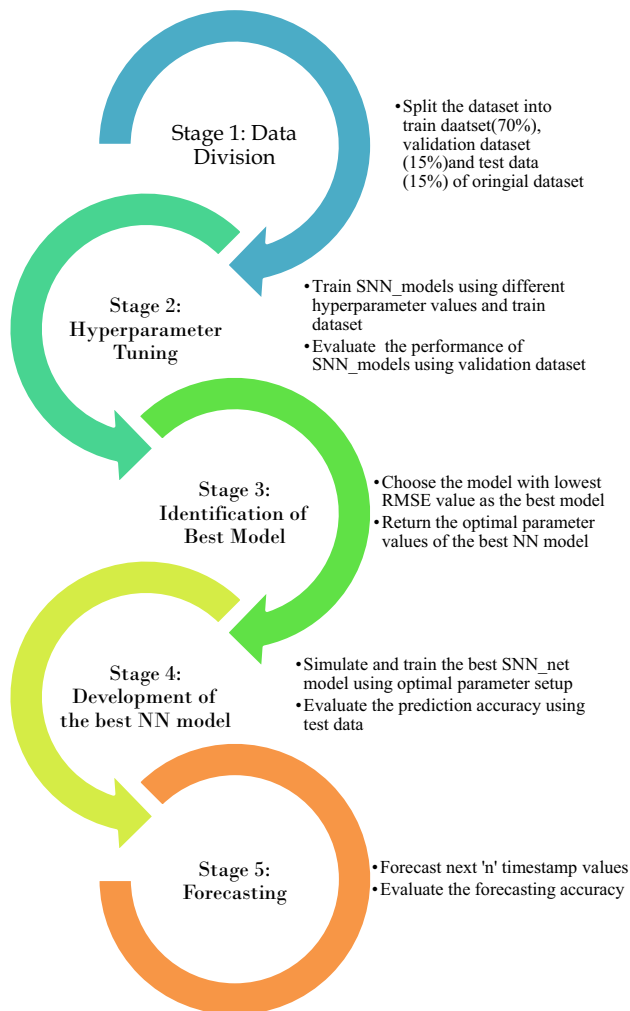 Stage 1: Data
Division
•Split the dataset into
train daatset(70%),
validation dataset
(15%)and test data
(15%) of oringial dataset
Stage 2:
Hyperparameter
Tuning
•Train SNN_models using different
hyperparameter values and train
dataset
•Evaluate the performance of
SNN_models using validation dataset
Stage 3:
Identification of
Best Model
•Choose the model with lowest
RMSE value as the best model
•Return the optimal parameter
values of the best NN model
Stage 4:
Development of
the best NN model
•Simulate and train the best SNN_net
model using optimal parameter setup
•Evaluate the prediction accuracy using
test data
Stage 5:
Forecasting
•Forecast next 'n' timestamp values
•Evaluate the forecasting accuracy